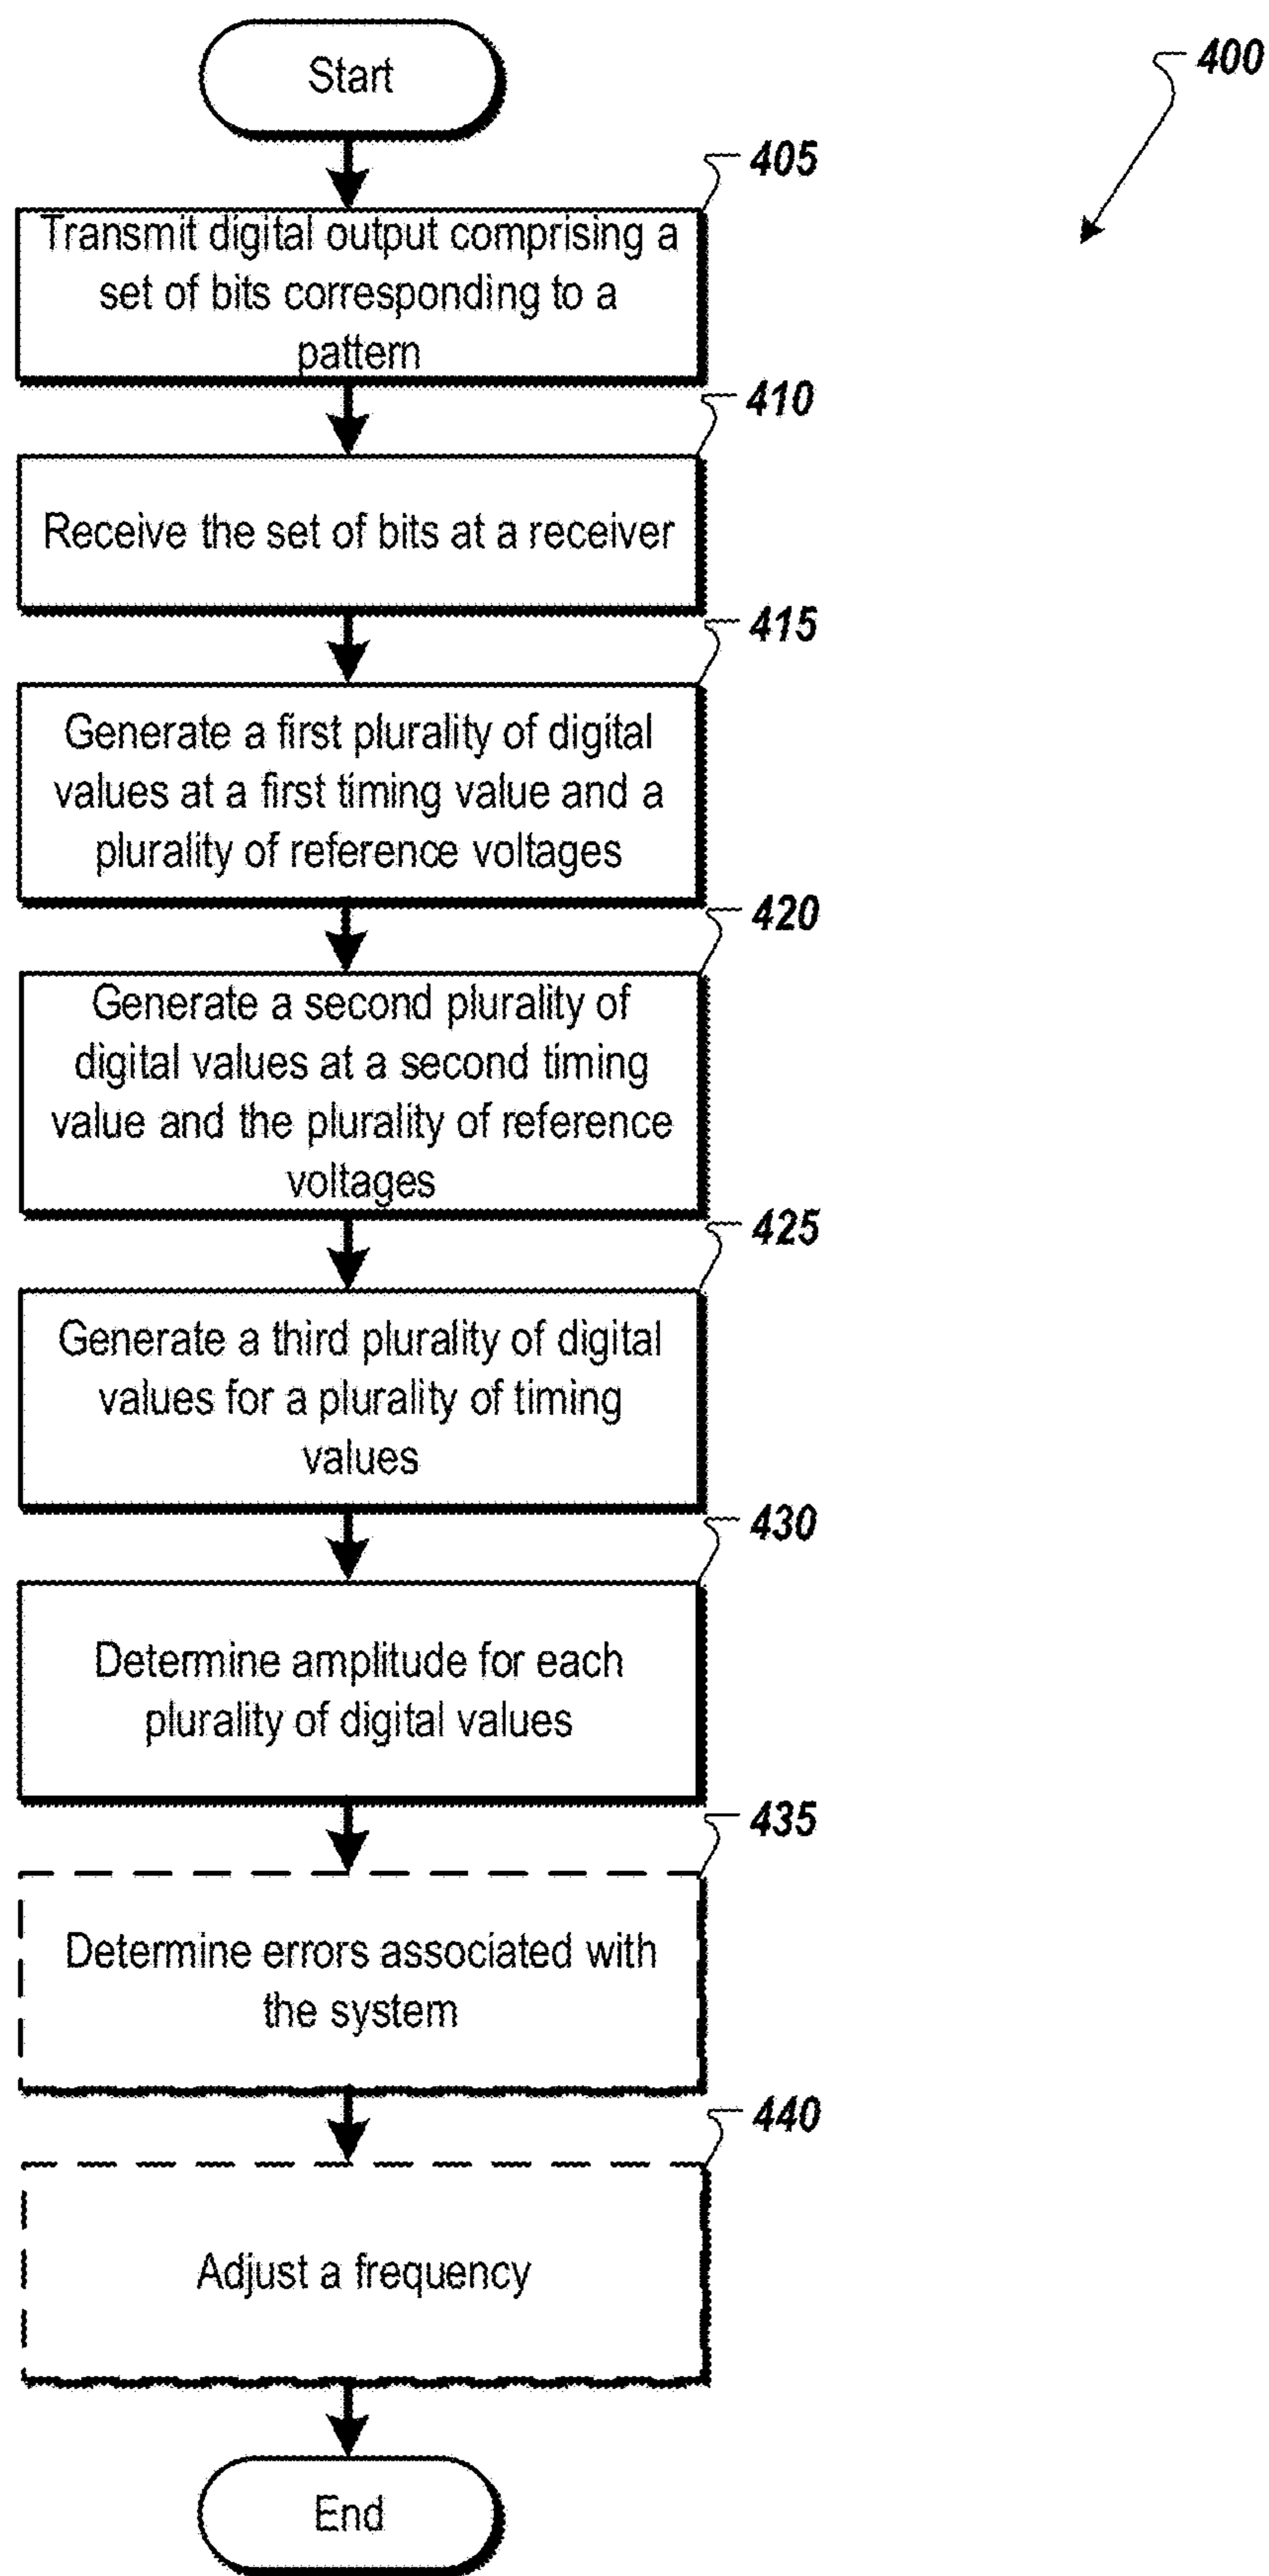 Start
400
405
Transmit digital output comprising a
set of bits corresponding to a
pattern
410
Receive the set of bits at a receiver
415
Generate a first plurality of digital
values at a first timing value and a
plurality of reference voltages
420
Generate a second plurality of
digital values at a second timing
value and the plurality of reference
voltages
425
Generate a third plurality of digital
values for a plurality of timing
values
430
Determine amplitude for each
plurality of digital values
435
Determine errors associated with
the system
440
Adjust a frequency
End